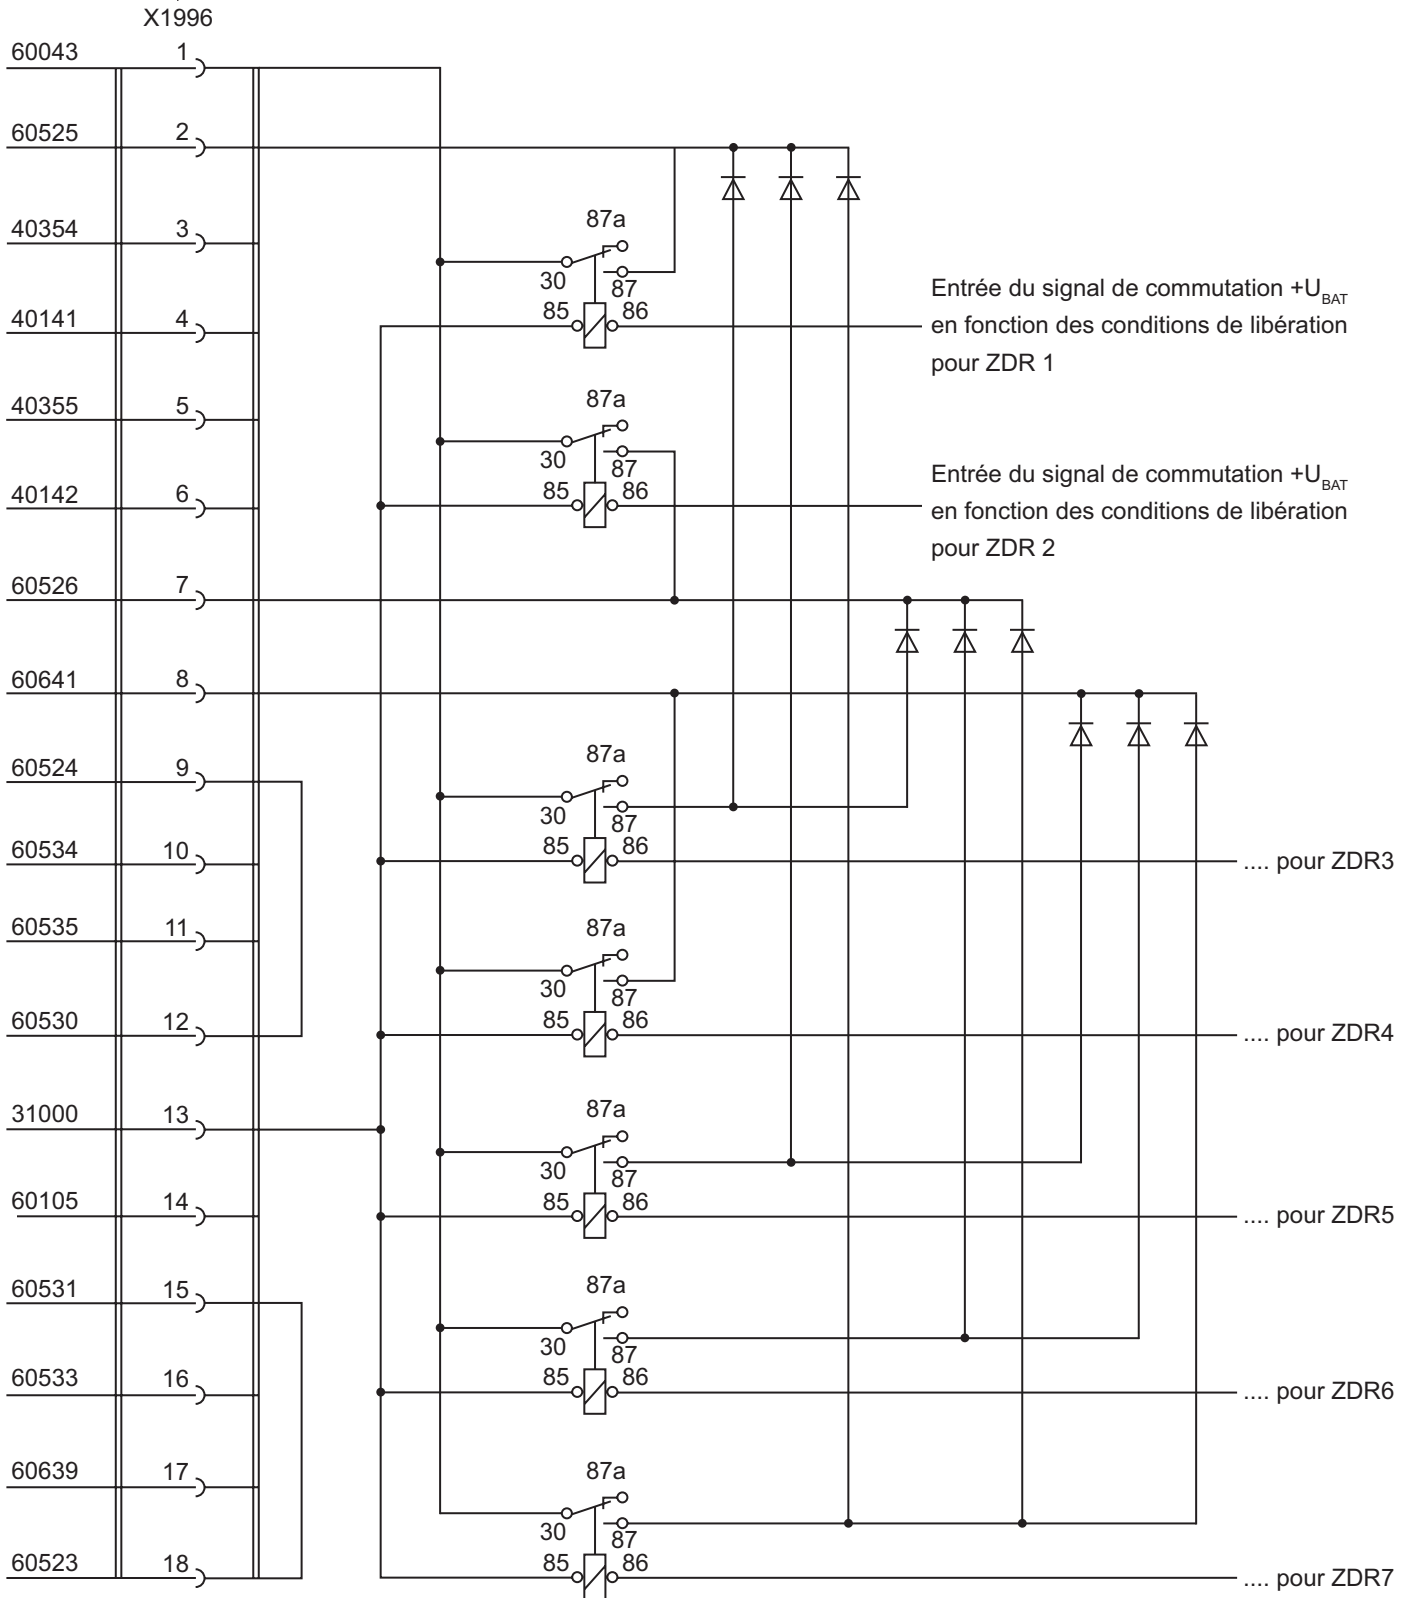 X1996
60043 1
60525 2
87a
40354 3
30
87
Entrée du signal de commutation +UBAT
85 86
40141 4
en fonction des conditions de libération
pour ZDR 1
87a
40355 5
30
87
Entrée du signal de commutation +UBAT
40142 6
85 86
en fonction des conditions de libération
pour ZDR 2
60526 7
60641 8
87a
60524 9
30
87
60534 10
85 86
.... pour ZDR3
60535 11
87a
30
87
60530 12
85 86
.... pour ZDR4
31000 13
87a
30
87
60105 14
85 86
.... pour ZDR5
60531 15
87a
30
87
60533 16
85 86
.... pour ZDR6
60639 17
87a
30
87
60523 18
85 86
.... pour ZDR7